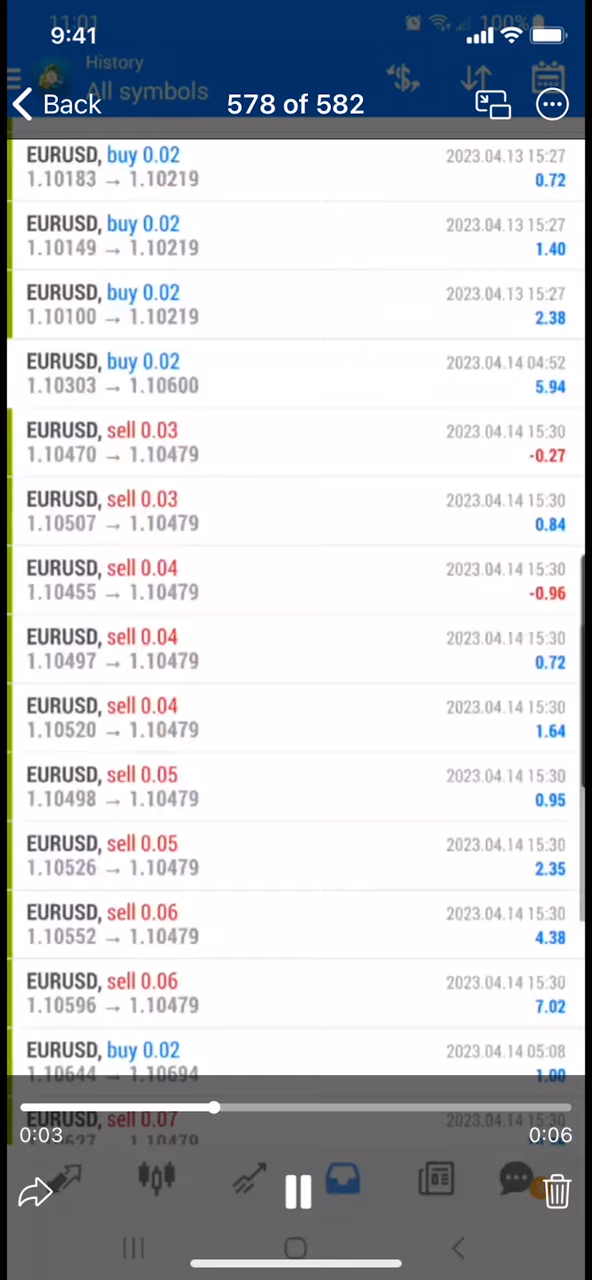 11:01
100%
9:41
History
All symbols
Back
578 of 582
EURUSD, buy 0.02
2023.04.13 15:27
1.10183 → 1.10219
0.72
EURUSD, buy 0.02
2023.04.13 15:27
1.10149 → 1.10219
1.40
EURUSD, buy 0.02
2023.04.13 15:27
1.10100 → 1.10219
2.38
EURUSD, buy 0.02
2023.04.14 04:52
1.10303 → 1.10600
5.94
EURUSD, sell 0.03
2023.04.14 15:30
1.10470 → 1.10479
-0.27
EURUSD, sell 0.03
2023.04.14 15:30
1.10507 → 1.10479
0.84
EURUSD, sell 0.04
2023.04.14 15:30
1.10455 → 1.10479
-0.96
EURUSD, sell 0.04
2023.04.14 15:30
1.10497 → 1.10479
0.72
EURUSD, sell 0.04
2023.04.14 15:30
1.10520 → 1.10479
1.64
EURUSD, sell 0.05
2023.04.14 15:30
1.10498 → 1.10479
0.95
EURUSD, sell 0.05
2023.04.14 15:30
1.10526 → 1.10479
2.35
EURUSD, sell 0.06
2023.04.14 15:30
1.10552 → 1.10479
4.38
EURUSD, sell 0.06
2023.04.14 15:30
1.10596 → 1.10479
7.02
EURUSD, buy 0.02
2023.04.14 05:08
1.10644 → 1.10694
1.00
EURUSD, sell 0.07
2023.04.14 15:30
1.10479
0:03
0:06